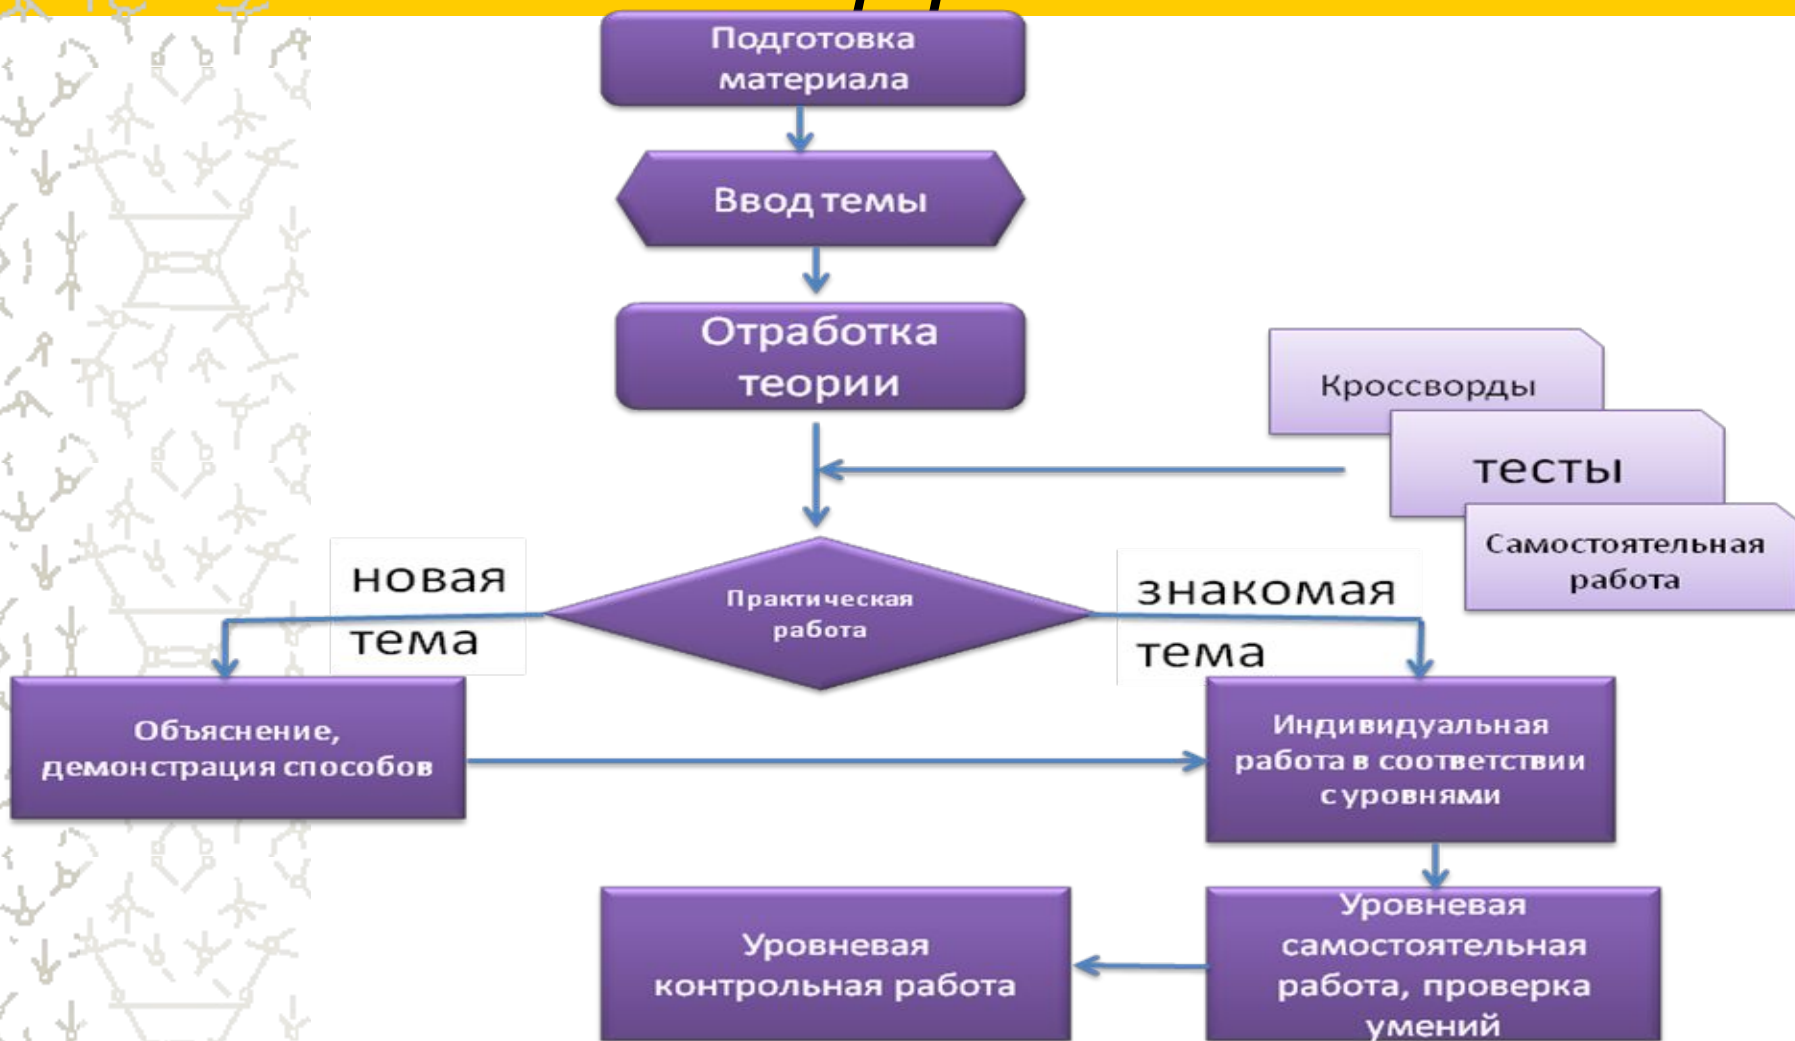 Подготовка
материала
Ввод темы
Отработка
теории
Кроссворды
тесты
Самостоятельная
работа
новая
тема
Практическая
работа
знакомая
тема
Объяснение,
демонстрация способов
Индивидуальная
работа в соответствии
с уровнями
Уровневая
контрольная работа
Уровневая
самостоятельная
работа, проверка
умений